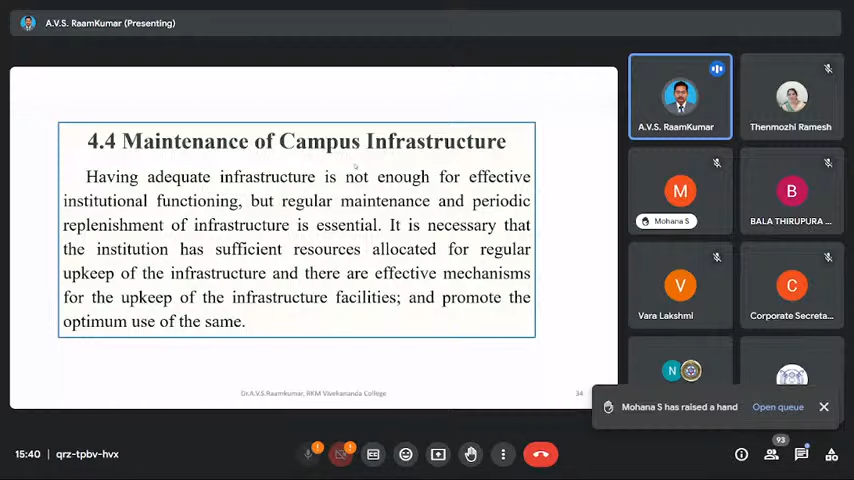 A.V.S. RaamKumar (Presenting)
4.4 Maintenance of Campus Infrastructure
Having adequate infrastructure is not enough for effective
institutional functioning, but regular maintenance and periodic
replenishment of infrastructure is essential. It is necessary that
the institution has sufficient resources allocated for regular
upkeep of the infrastructure and there are effective mechanisms
for the upkeep of the infrastructure facilities; and promote the
optimum use of the same.
Dr.A.V.S.Raamkumar, RKM Vivekananda College
34
A.V.S. RaamKumar
Thenmozhi Ramesh
M
Mohana S
B
BALA THIRUPURA ...
V
Vara Lakshmi
C
Corporate Secreta...
N
Mohana S has raised a hand
Open queue
15:40
qrz-tpbv-hvx
93